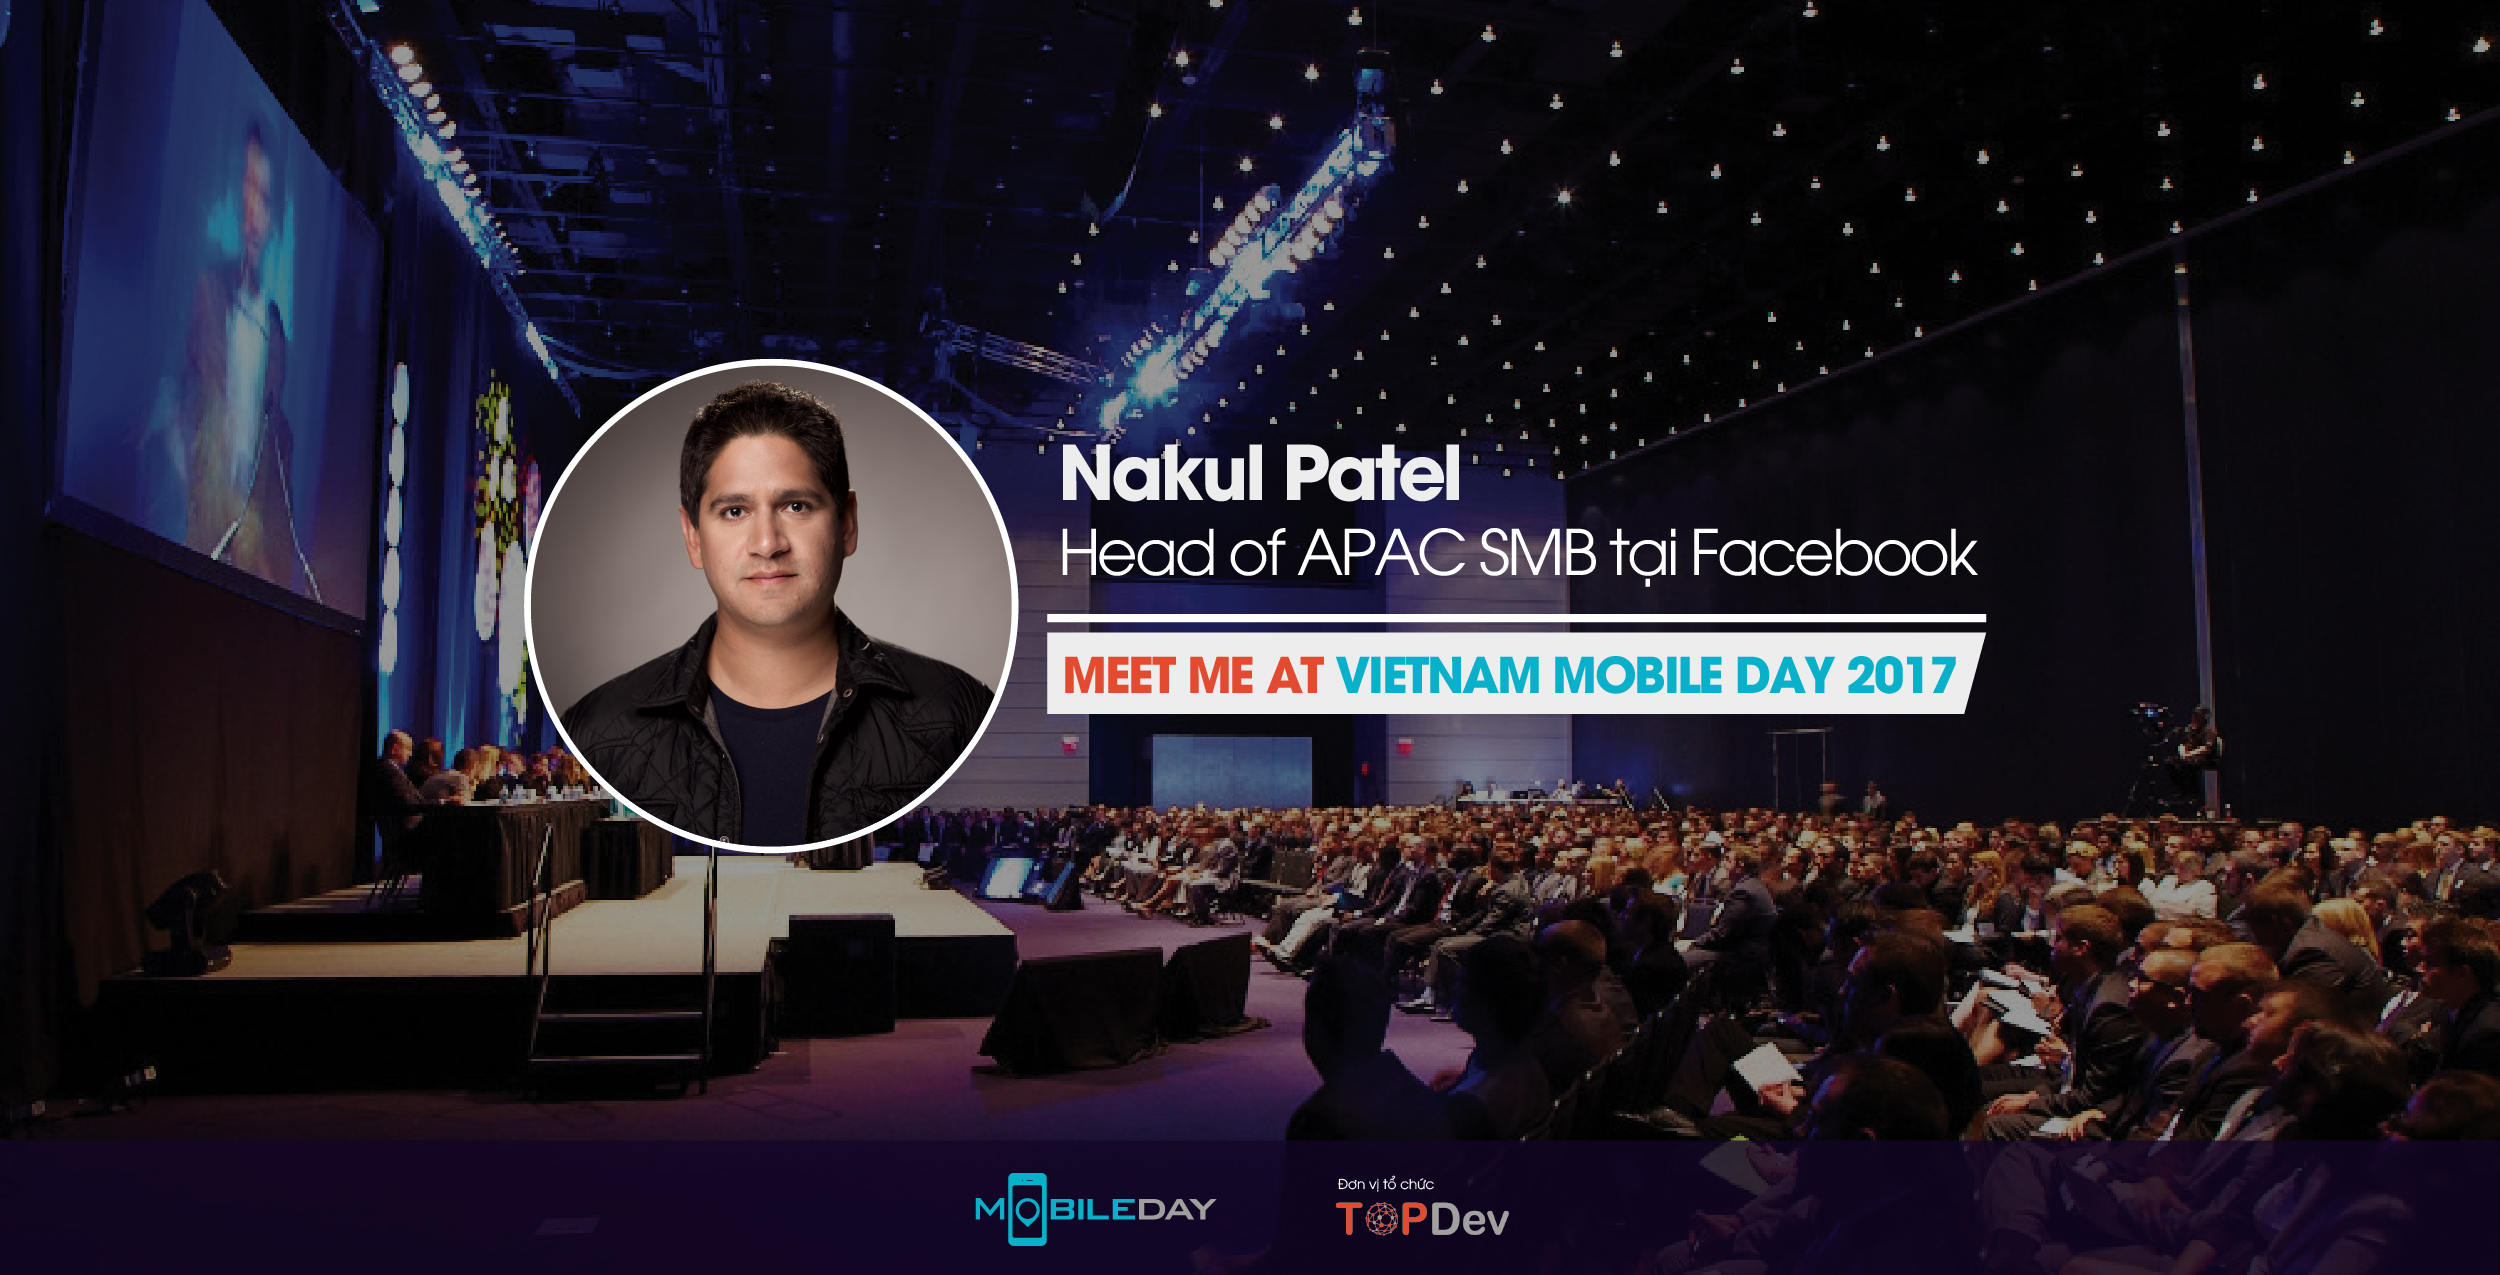 Nakul Patel
Head of APAC SMB tại Facebook
MEET ME AT VIETNAM MOBILE DAY 2017
MOBILEDAY
Đơn vị tổ chức
TOPDev